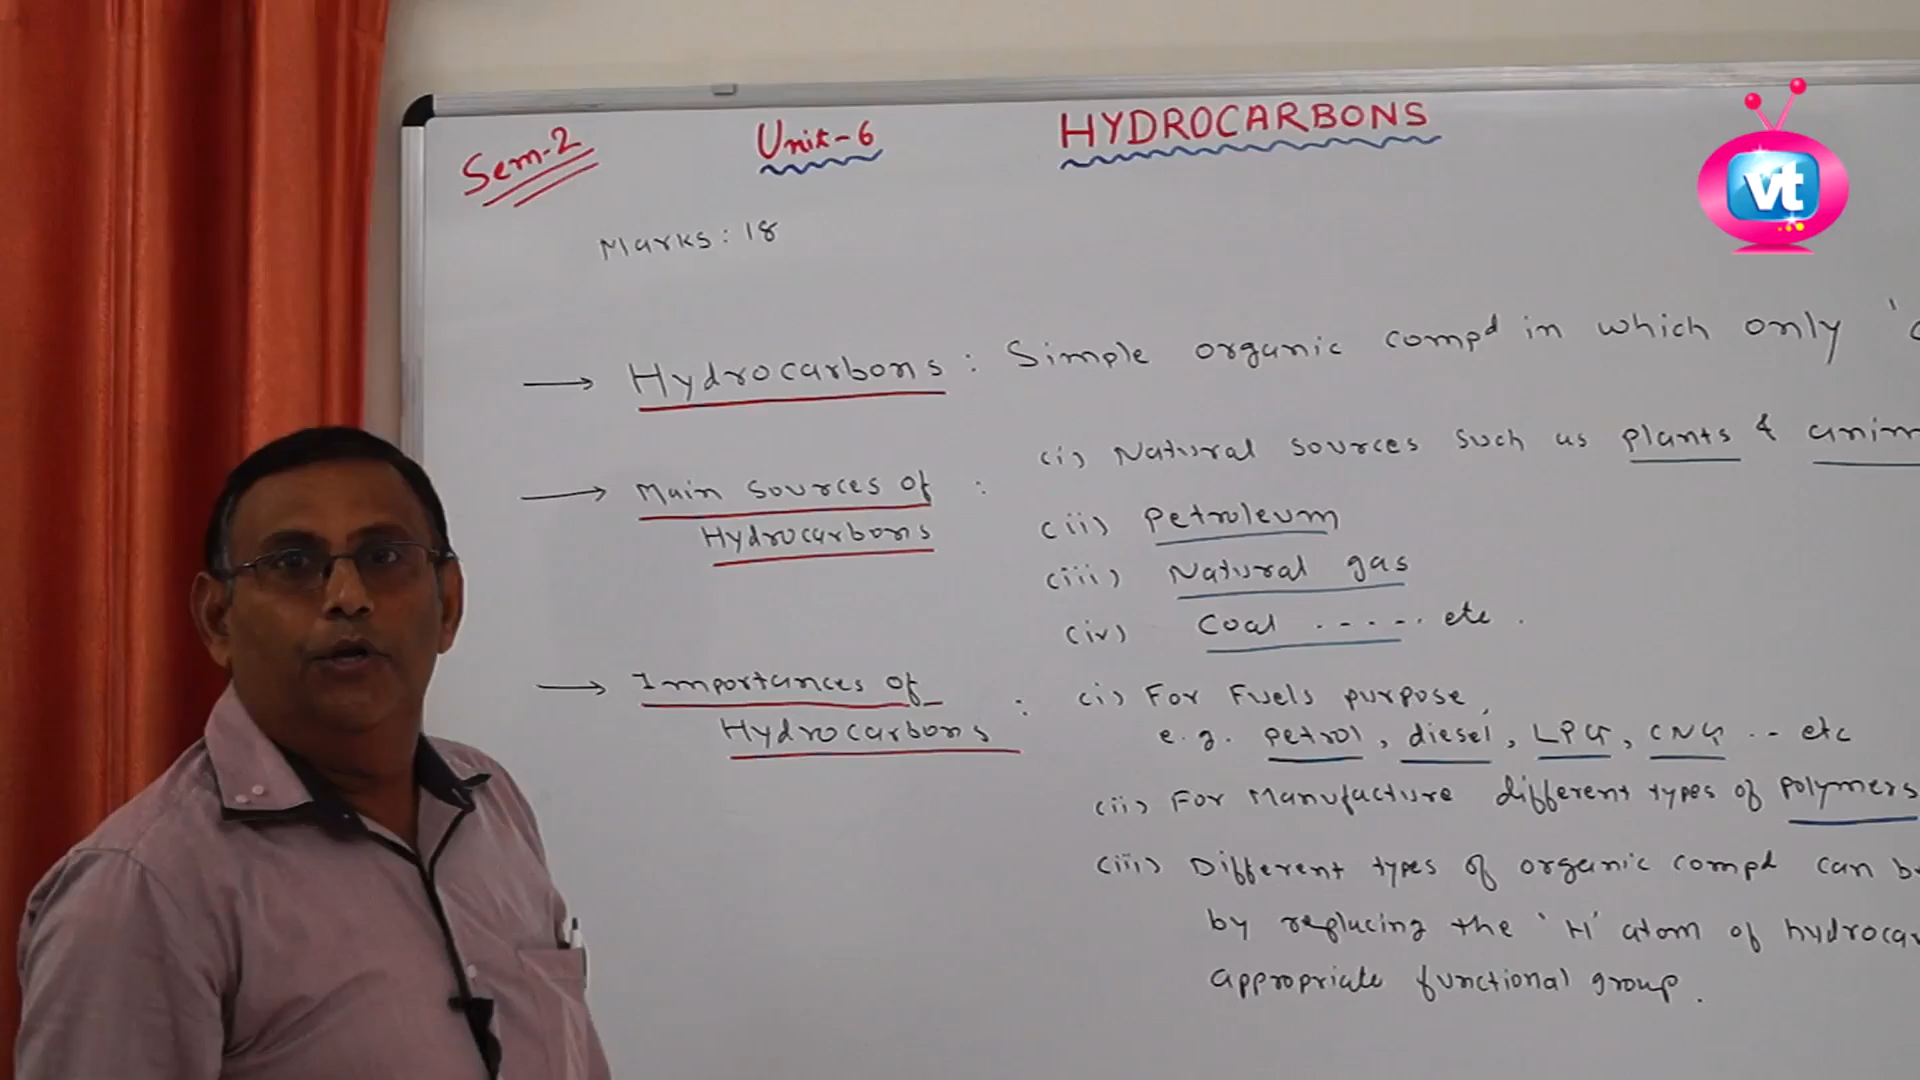 Sem-2 Unit-6 HYDROCARBONS
vt
Marks: 18
→ Hydrocarbons : Simple organic compd in which only 'C
→ Main sources of : (i) Natural sources such as plants & anim
Hydrocarbons
(ii) Petroleum
(iii) Natural gas
(iv) Coal ...... etc.
→ Importances of : (i) For Fuels purpose,
Hydrocarbons
e.g. petrol, diesel, LPG, CNG .. etc
(ii) For Manufacture different types of polymers
(iii) Different types of organic compd can b
by replacing the 'H' atom of hydrocar
appropriate functional group.